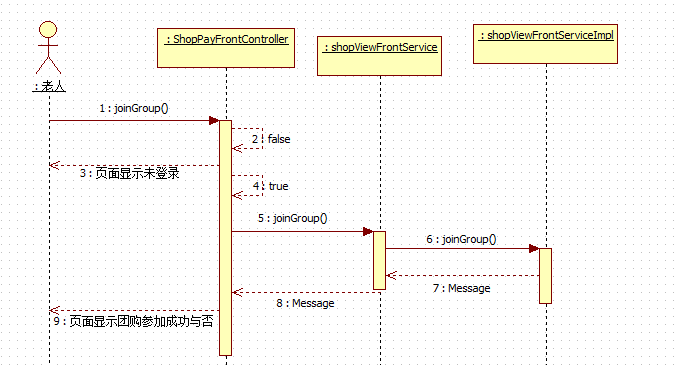 : ShopPayFrontController
: shopViewFrontService
: shopViewFrontServiceImpl
: 老人
1 : joinGroup()
2 : false
3 : 页面显示未登录
4 : true
5 : joinGroup()
6 : joinGroup()
7 : Message
8 : Message
9 : 页面显示团购参加成功与否